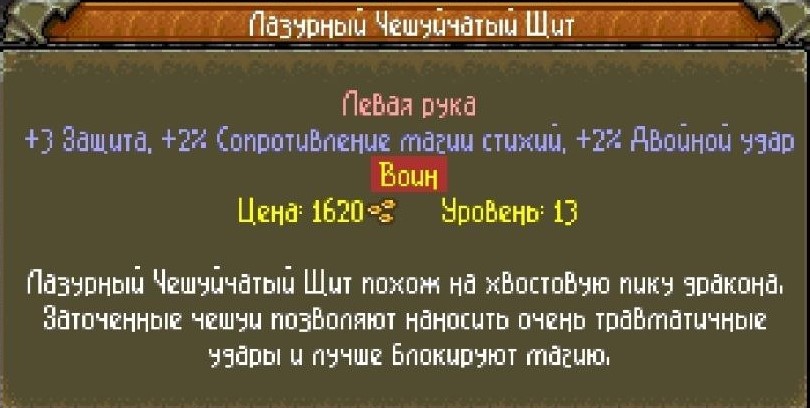 Лазурный Чешуйчатый Щит
Левая рука
+3 Защита, +2% Сопротивление магии стихий, +2% Двойной удар
Воин
Цена: 1620 Уровень: 13
Лазурный Чешуйчатый Щит похож на хвостовую пику дракона.
Заточенные чешуи позволяют наносить очень травматичные
удары и лучше блокируют магию.